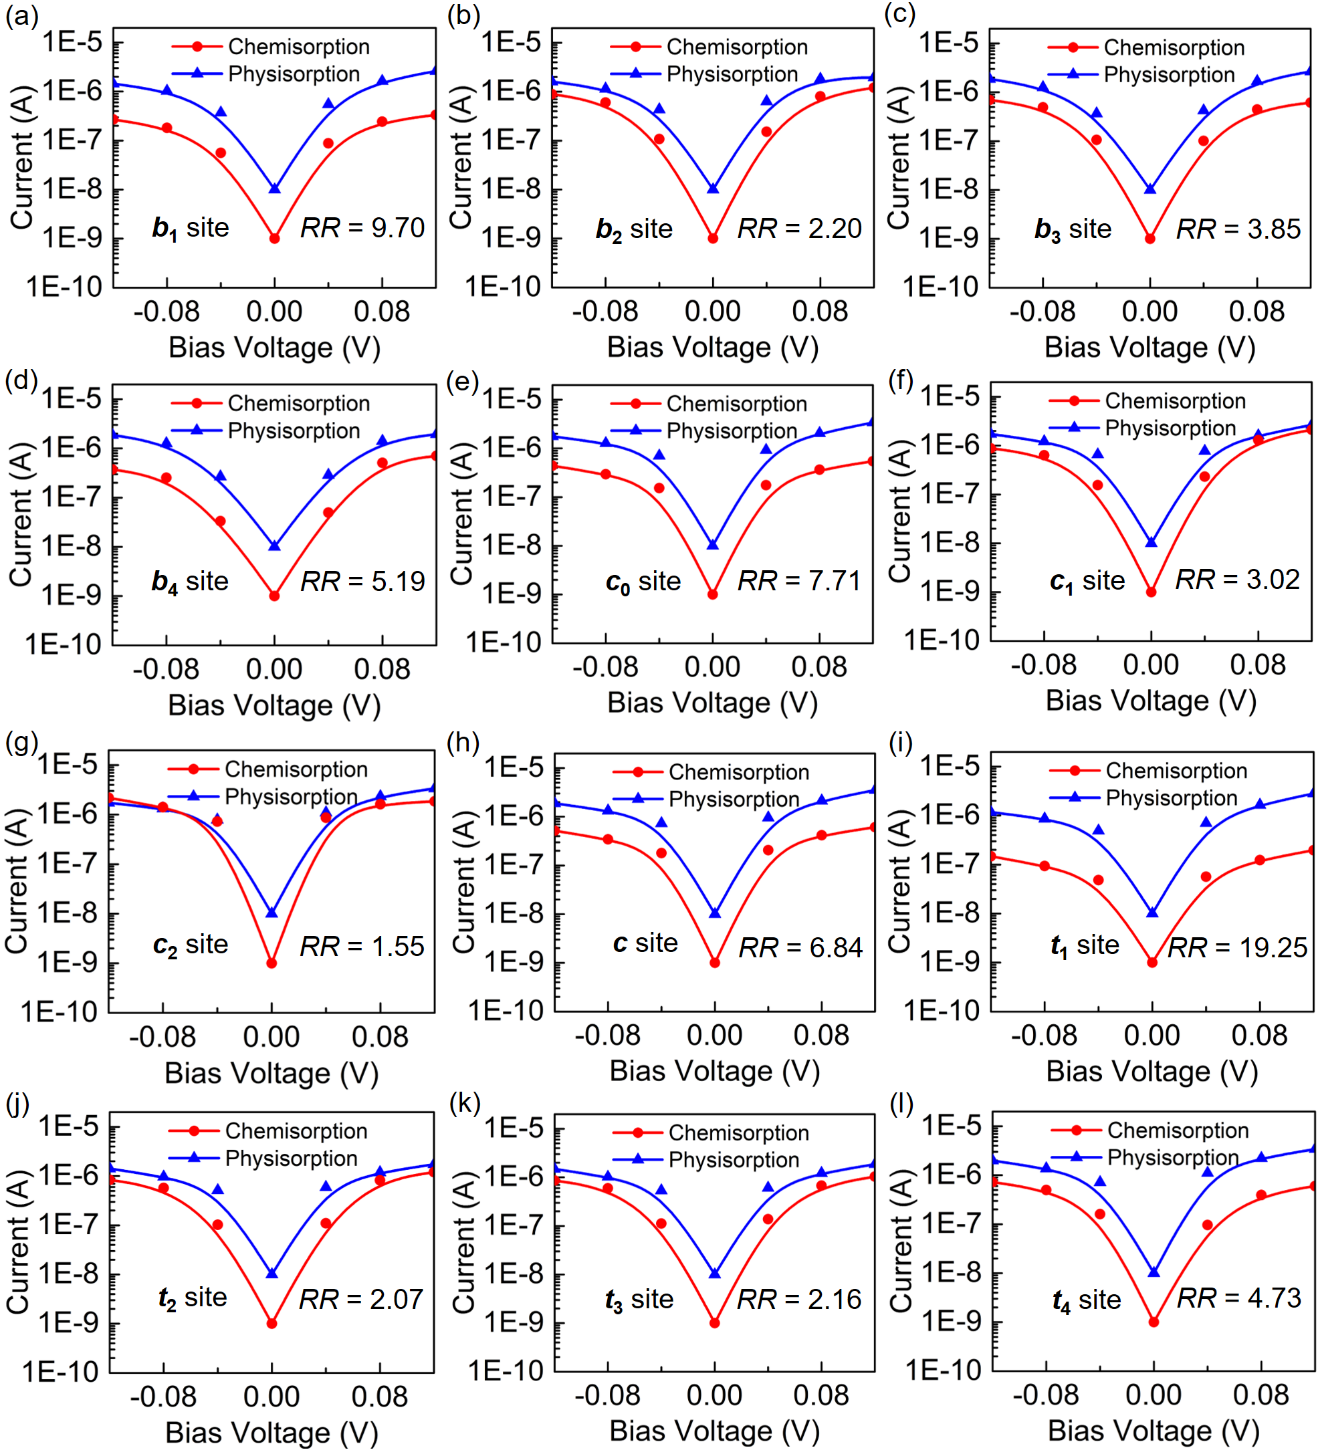 (a)
1E-5
1E-6
1E-7
1E-8
1E-9
1E-10
Current (A)
Chemisorption
Physisorption
b1 site
RR = 9.70
-0.08 0.00 0.08
Bias Voltage (V)
(b)
1E-5
1E-6
1E-7
1E-8
1E-9
1E-10
Current (A)
Chemisorption
Physisorption
b2 site
RR = 2.20
-0.08 0.00 0.08
Bias Voltage (V)
(c)
1E-5
1E-6
1E-7
1E-8
1E-9
1E-10
Current (A)
Chemisorption
Physisorption
b3 site
RR = 3.85
-0.08 0.00 0.08
Bias Voltage (V)
(d)
1E-5
1E-6
1E-7
1E-8
1E-9
1E-10
Current (A)
Chemisorption
Physisorption
b4 site
RR = 5.19
-0.08 0.00 0.08
Bias Voltage (V)
(e)
1E-5
1E-6
1E-7
1E-8
1E-9
1E-10
Current (A)
Chemisorption
Physisorption
c0 site
RR = 7.71
-0.08 0.00 0.08
Bias Voltage (V)
(f)
1E-5
1E-6
1E-7
1E-8
1E-9
1E-10
Current (A)
Chemisorption
Physisorption
c1 site
RR = 3.02
-0.08 0.00 0.08
Bias Voltage (V)
(g)
1E-5
1E-6
1E-7
1E-8
1E-9
1E-10
Current (A)
Chemisorption
Physisorption
c2 site
RR = 1.55
-0.08 0.00 0.08
Bias Voltage (V)
(h)
1E-5
1E-6
1E-7
1E-8
1E-9
1E-10
Current (A)
Chemisorption
Physisorption
c site
RR = 6.84
-0.08 0.00 0.08
Bias Voltage (V)
(i)
1E-5
1E-6
1E-7
1E-8
1E-9
1E-10
Current (A)
Chemisorption
Physisorption
t1 site
RR = 19.25
-0.08 0.00 0.08
Bias Voltage (V)
(j)
1E-5
1E-6
1E-7
1E-8
1E-9
1E-10
Current (A)
Chemisorption
Physisorption
t2 site
RR = 2.07
-0.08 0.00 0.08
Bias Voltage (V)
(k)
1E-5
1E-6
1E-7
1E-8
1E-9
1E-10
Current (A)
Chemisorption
Physisorption
t3 site
RR = 2.16
-0.08 0.00 0.08
Bias Voltage (V)
(l)
1E-5
1E-6
1E-7
1E-8
1E-9
1E-10
Current (A)
Chemisorption
Physisorption
t4 site
RR = 4.73
-0.08 0.00 0.08
Bias Voltage (V)